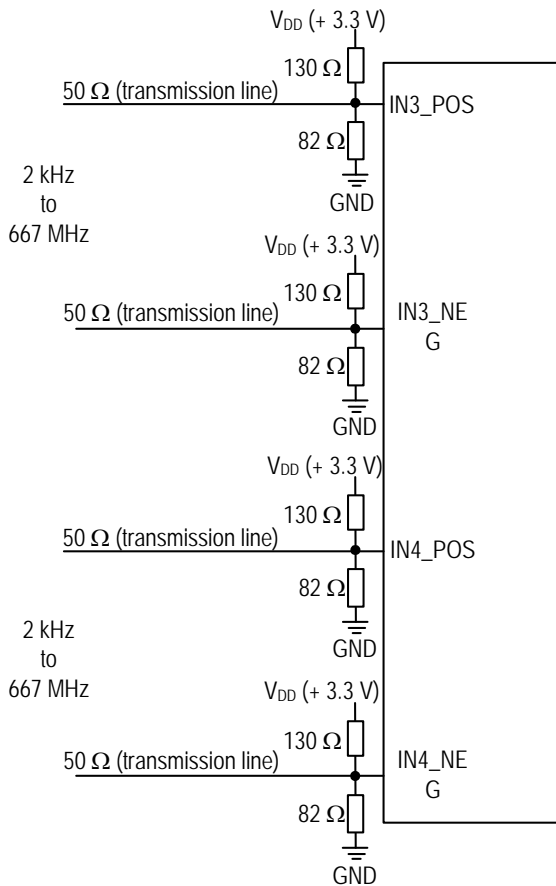 VDD (+ 3.3 V)
130 Ω
50 Ω (transmission line)
IN3_POS
82 Ω
GND
2 kHz
to
667 MHz
VDD (+ 3.3 V)
130 Ω
50 Ω (transmission line)
IN3_NE
G
82 Ω
GND
VDD (+ 3.3 V)
130 Ω
50 Ω (transmission line)
IN4_POS
82 Ω
GND
2 kHz
to
667 MHz
VDD (+ 3.3 V)
130 Ω
50 Ω (transmission line)
IN4_NE
G
82 Ω
GND